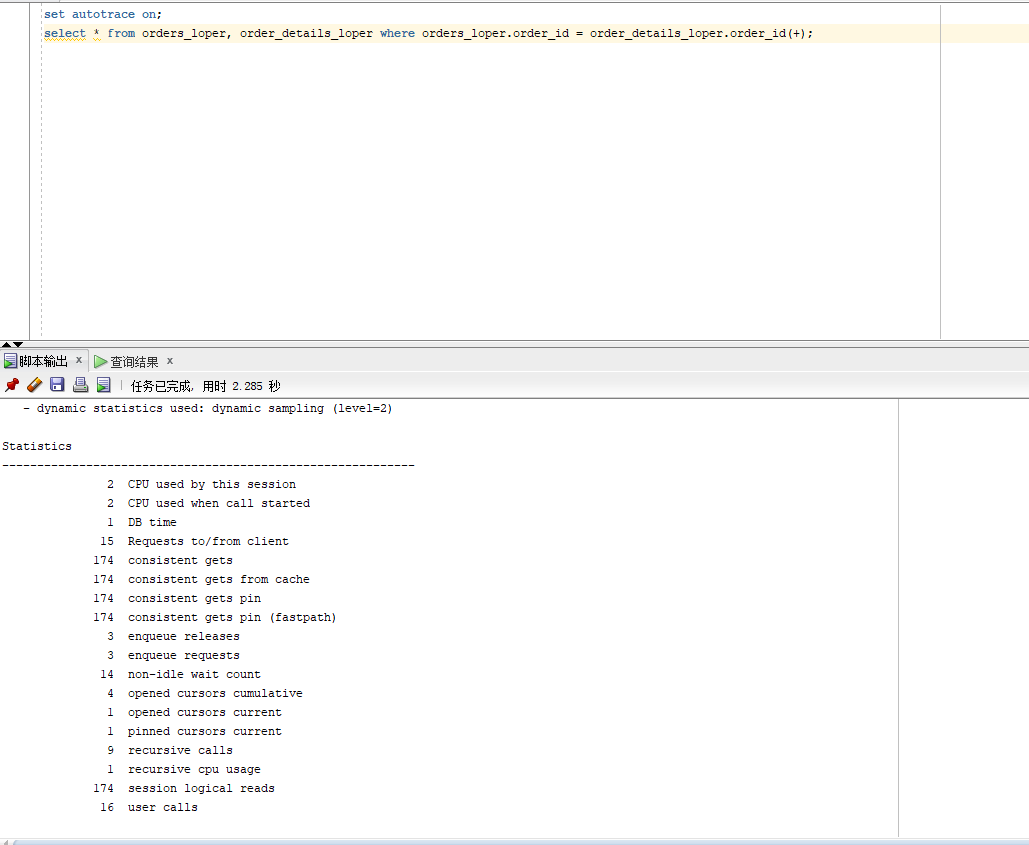 set autotrace on;
select * from orders_loper, order_details_loper where orders_loper.order_id = order_details_loper.order_id(+);
脚本输出 x 查询结果 x
任务已完成, 用时 2.285 秒
- dynamic statistics used: dynamic sampling (level=2)
Statistics
-----------------------------------------------------------
2 CPU used by this session
2 CPU used when call started
1 DB time
15 Requests to/from client
174 consistent gets
174 consistent gets from cache
174 consistent gets pin
174 consistent gets pin (fastpath)
3 enqueue releases
3 enqueue requests
14 non-idle wait count
4 opened cursors cumulative
1 opened cursors current
1 pinned cursors current
9 recursive calls
1 recursive cpu usage
174 session logical reads
16 user calls